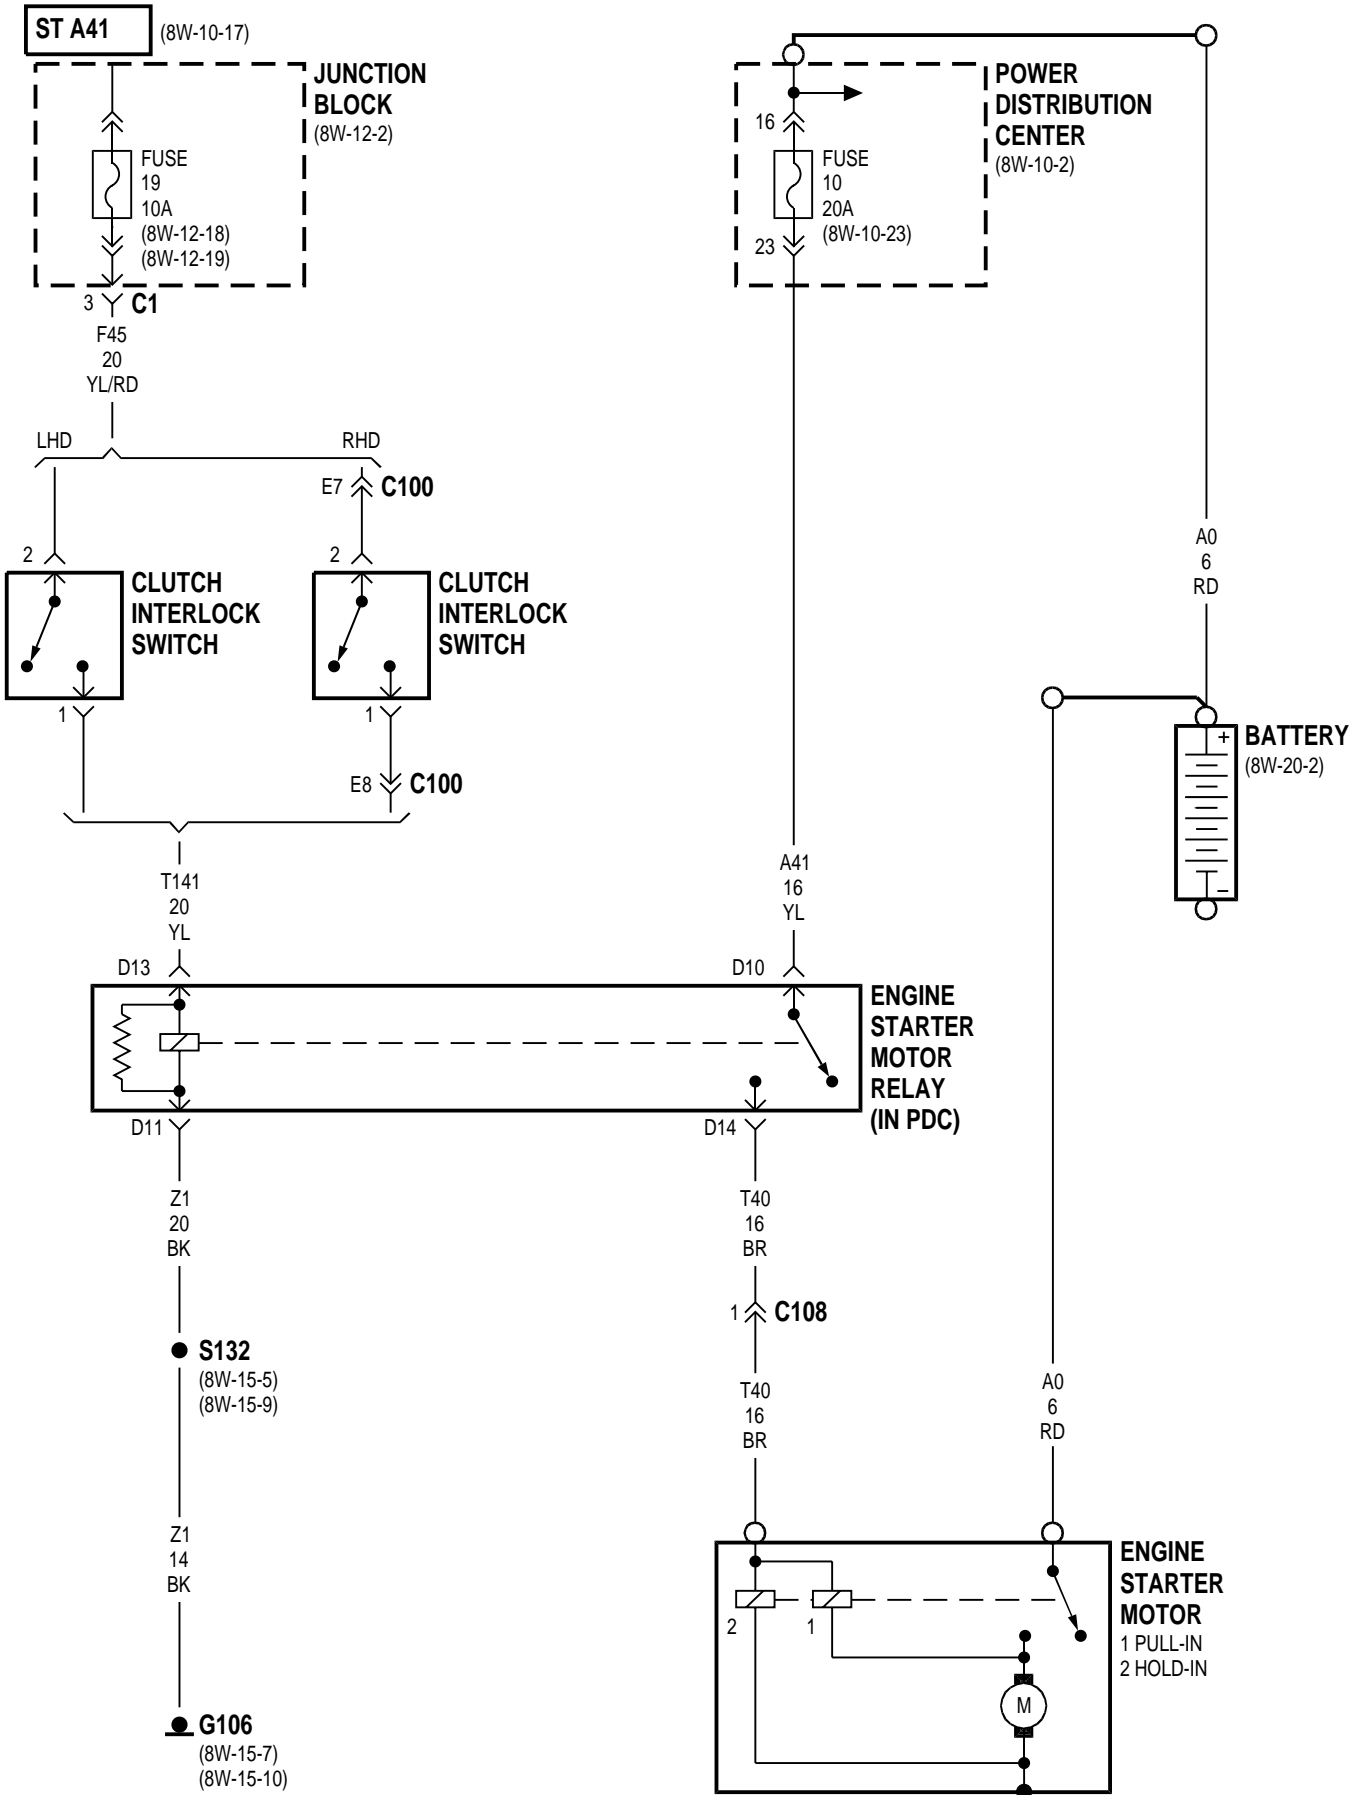 ST A41
(8W-10-17)
JUNCTION
BLOCK
(8W-12-2)
FUSE
19
10A
(8W-12-18)
(8W-12-19)
3
C1
F45
20
YL/RD
LHD
RHD
E7
C100
2
CLUTCH
INTERLOCK
SWITCH
1
2
CLUTCH
INTERLOCK
SWITCH
1
E8
C100
T141
20
YL
POWER
DISTRIBUTION
CENTER
(8W-10-2)
16
FUSE
10
20A
(8W-10-23)
23
A41
16
YL
A0
6
RD
+
BATTERY
(8W-20-2)
–
D13
D10
ENGINE
STARTER
MOTOR
RELAY
(IN PDC)
D11
D14
Z1
20
BK
S132
(8W-15-5)
(8W-15-9)
Z1
14
BK
G106
(8W-15-7)
(8W-15-10)
T40
16
BR
1
C108
T40
16
BR
A0
6
RD
ENGINE
STARTER
MOTOR
1 PULL-IN
2 HOLD-IN
2
1
M